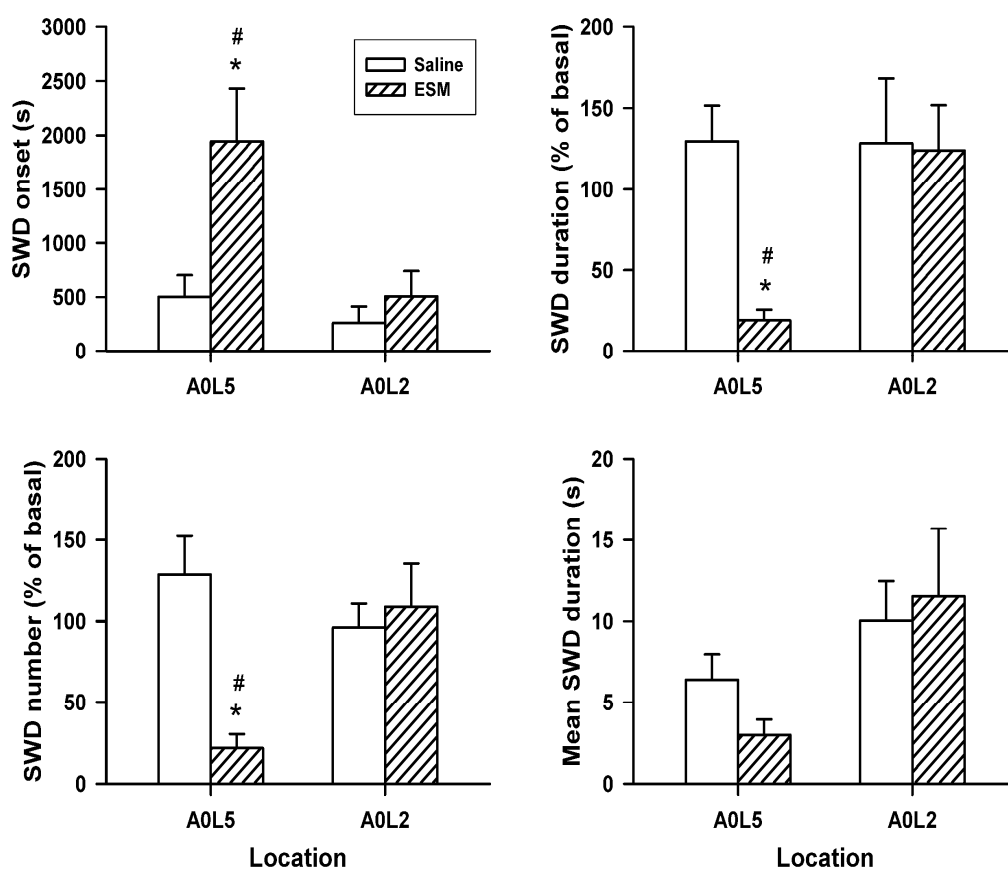 SWD onset (s)
3000
2500
2000
1500
1000
500
0
#
*
Saline
ESM
A0L5
A0L2
SWD duration (% of basal)
200
150
100
50
0
#
*
A0L5
A0L2
SWD number (% of basal)
200
150
100
50
0
#
*
A0L5
A0L2
Location
Mean SWD duration (s)
20
15
10
5
0
A0L5
A0L2
Location